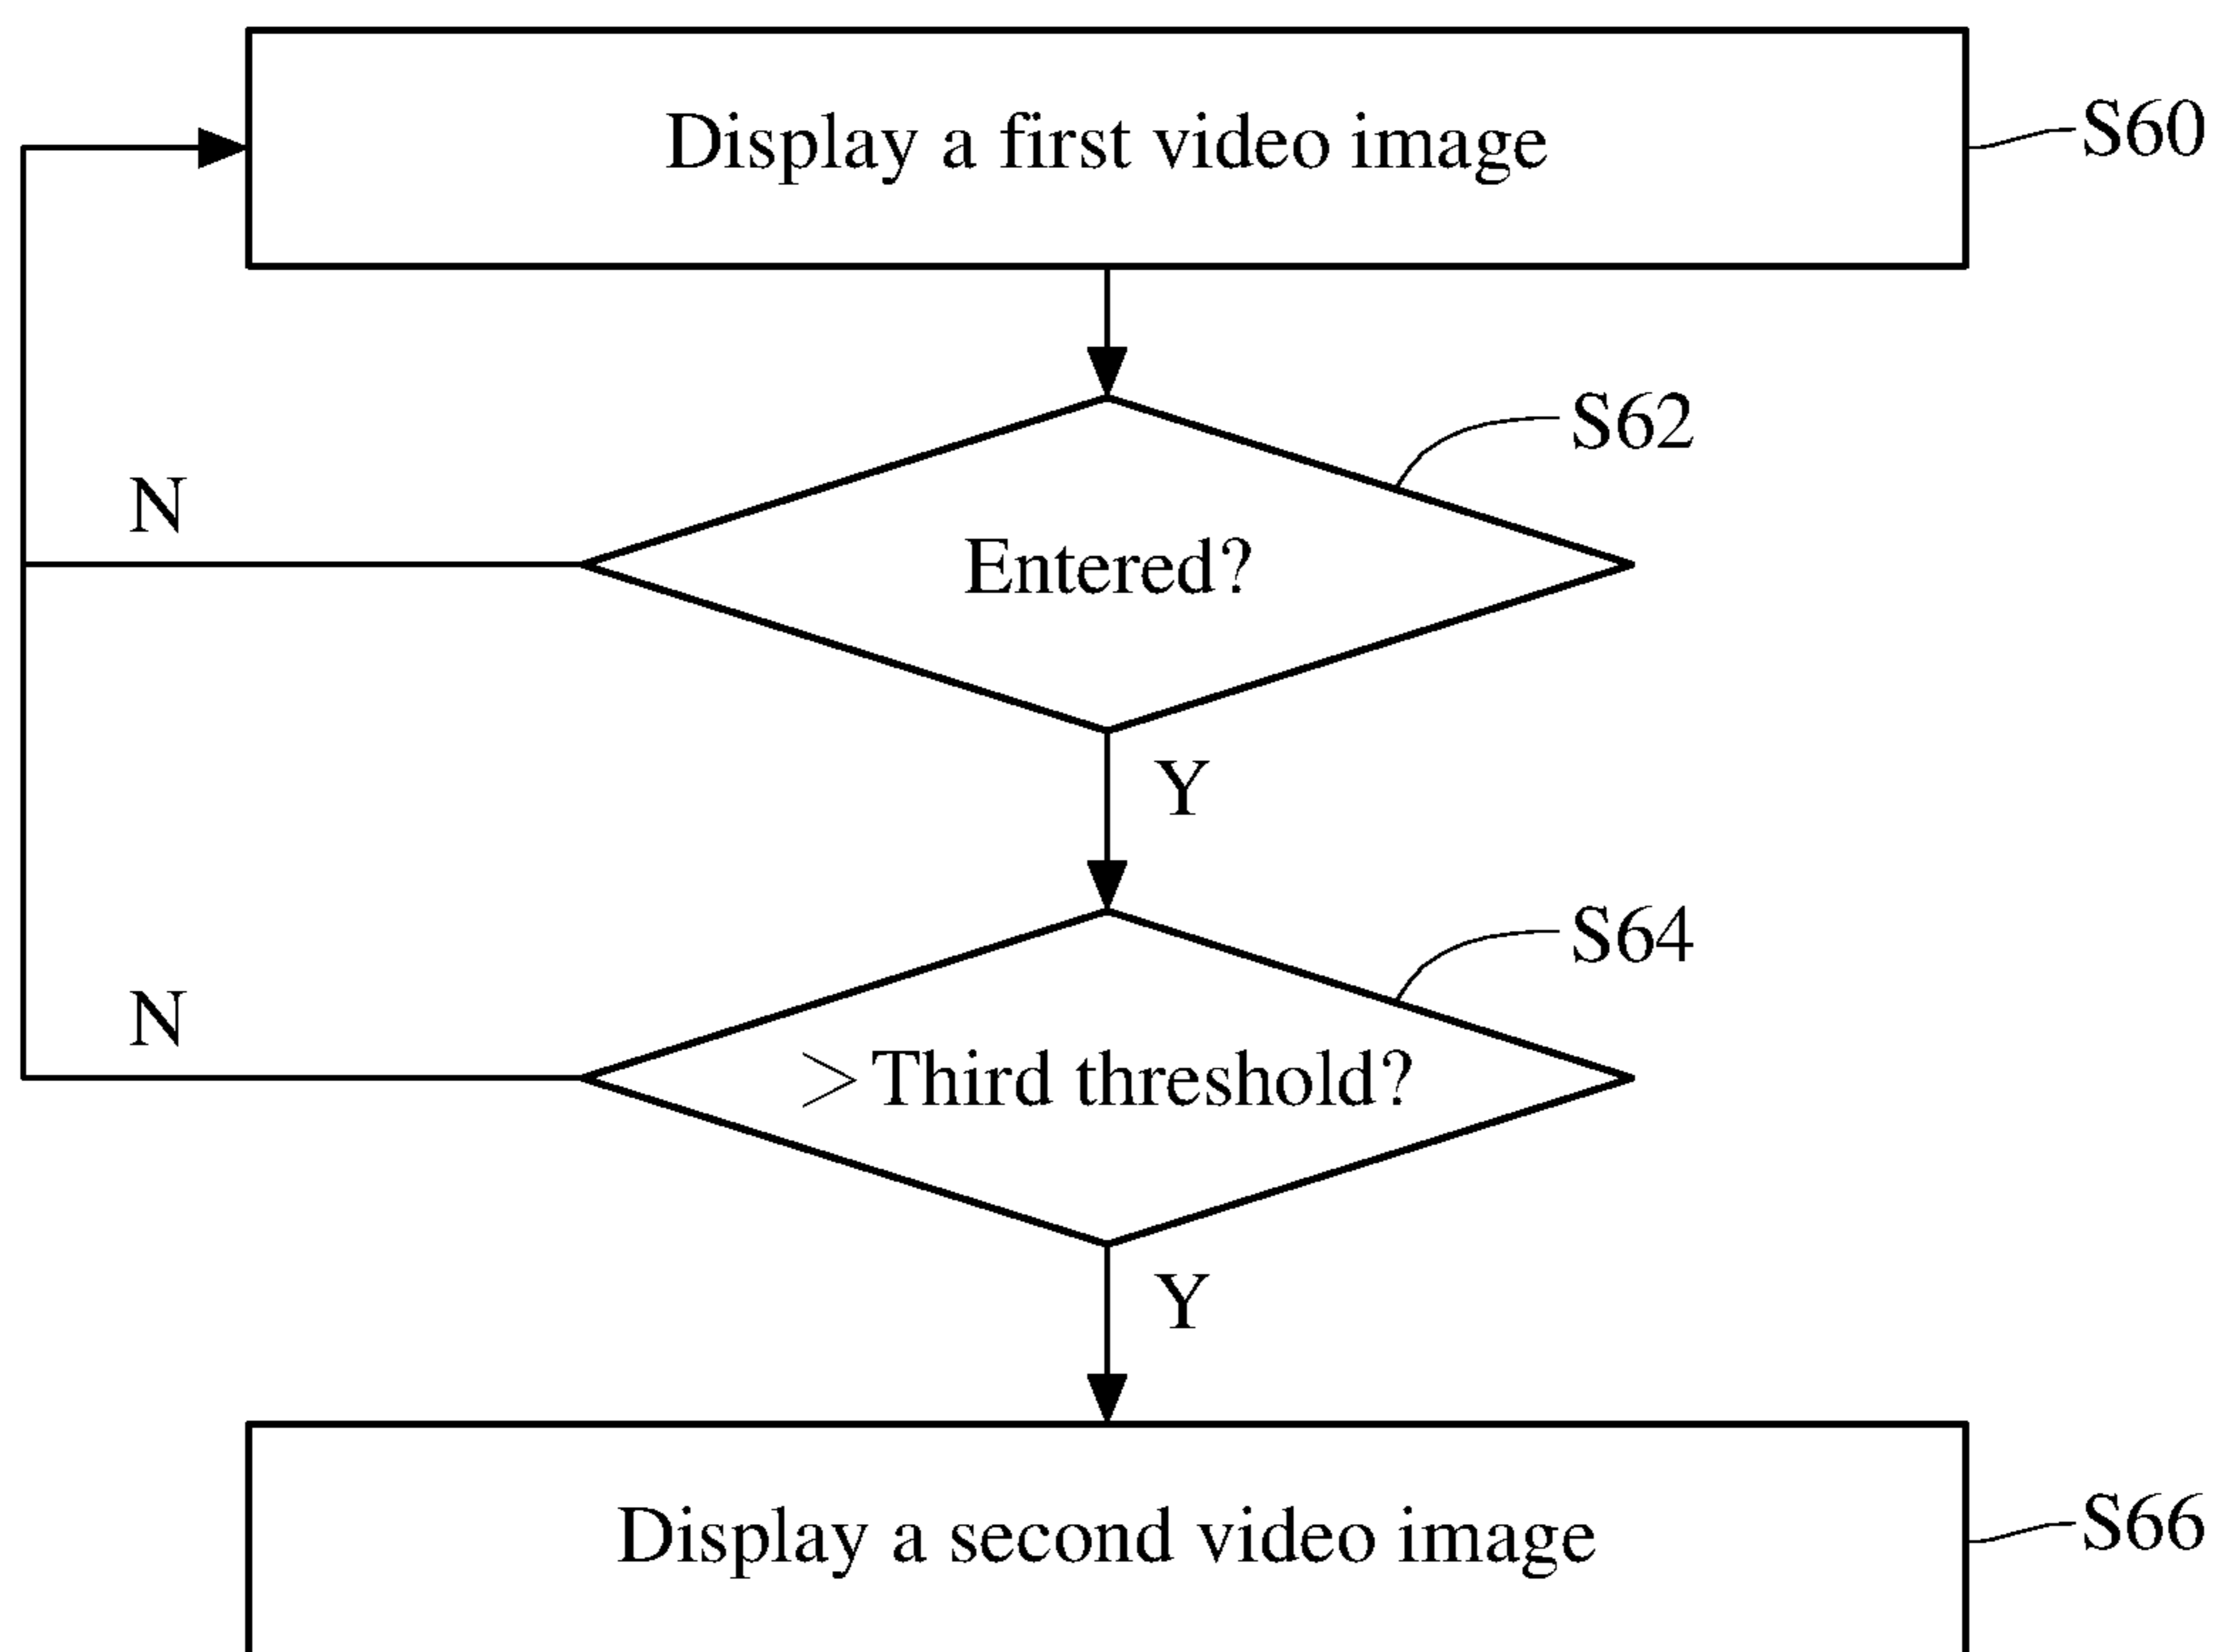 Display a first video image
S60
S62
N
Entered?
Y
S64
N
>Third threshold?
Y
Display a second video image
S66